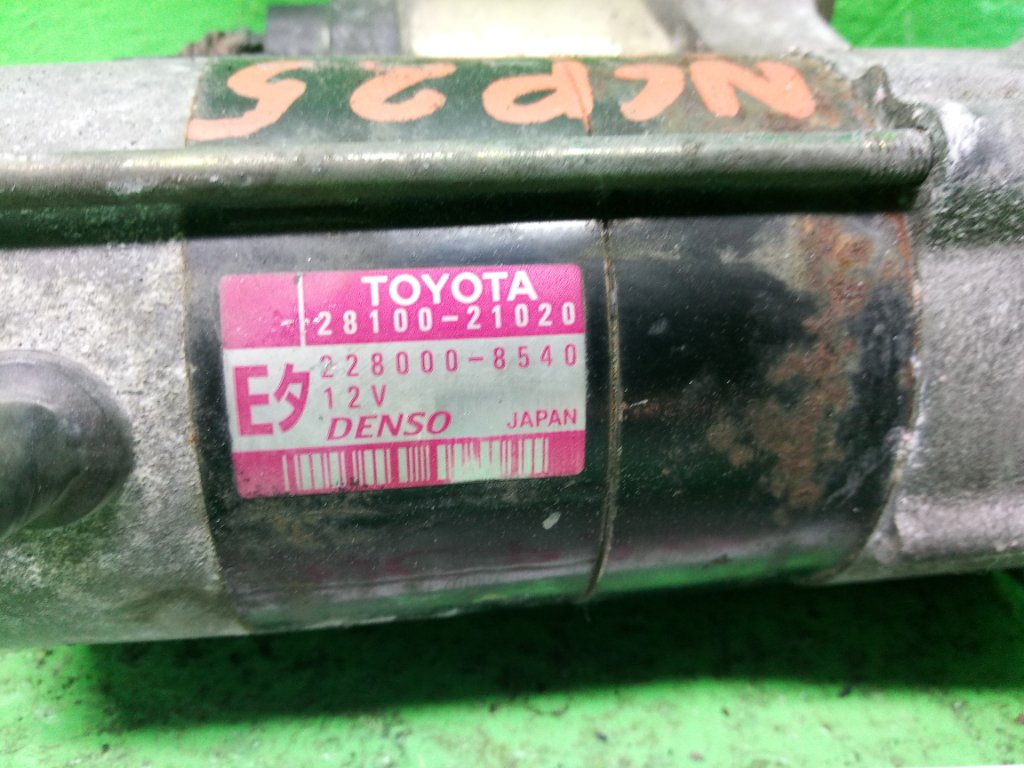 NCP25
TOYOTA
28100-21020
228000-8540
Eタ
12V
DENSO JAPAN